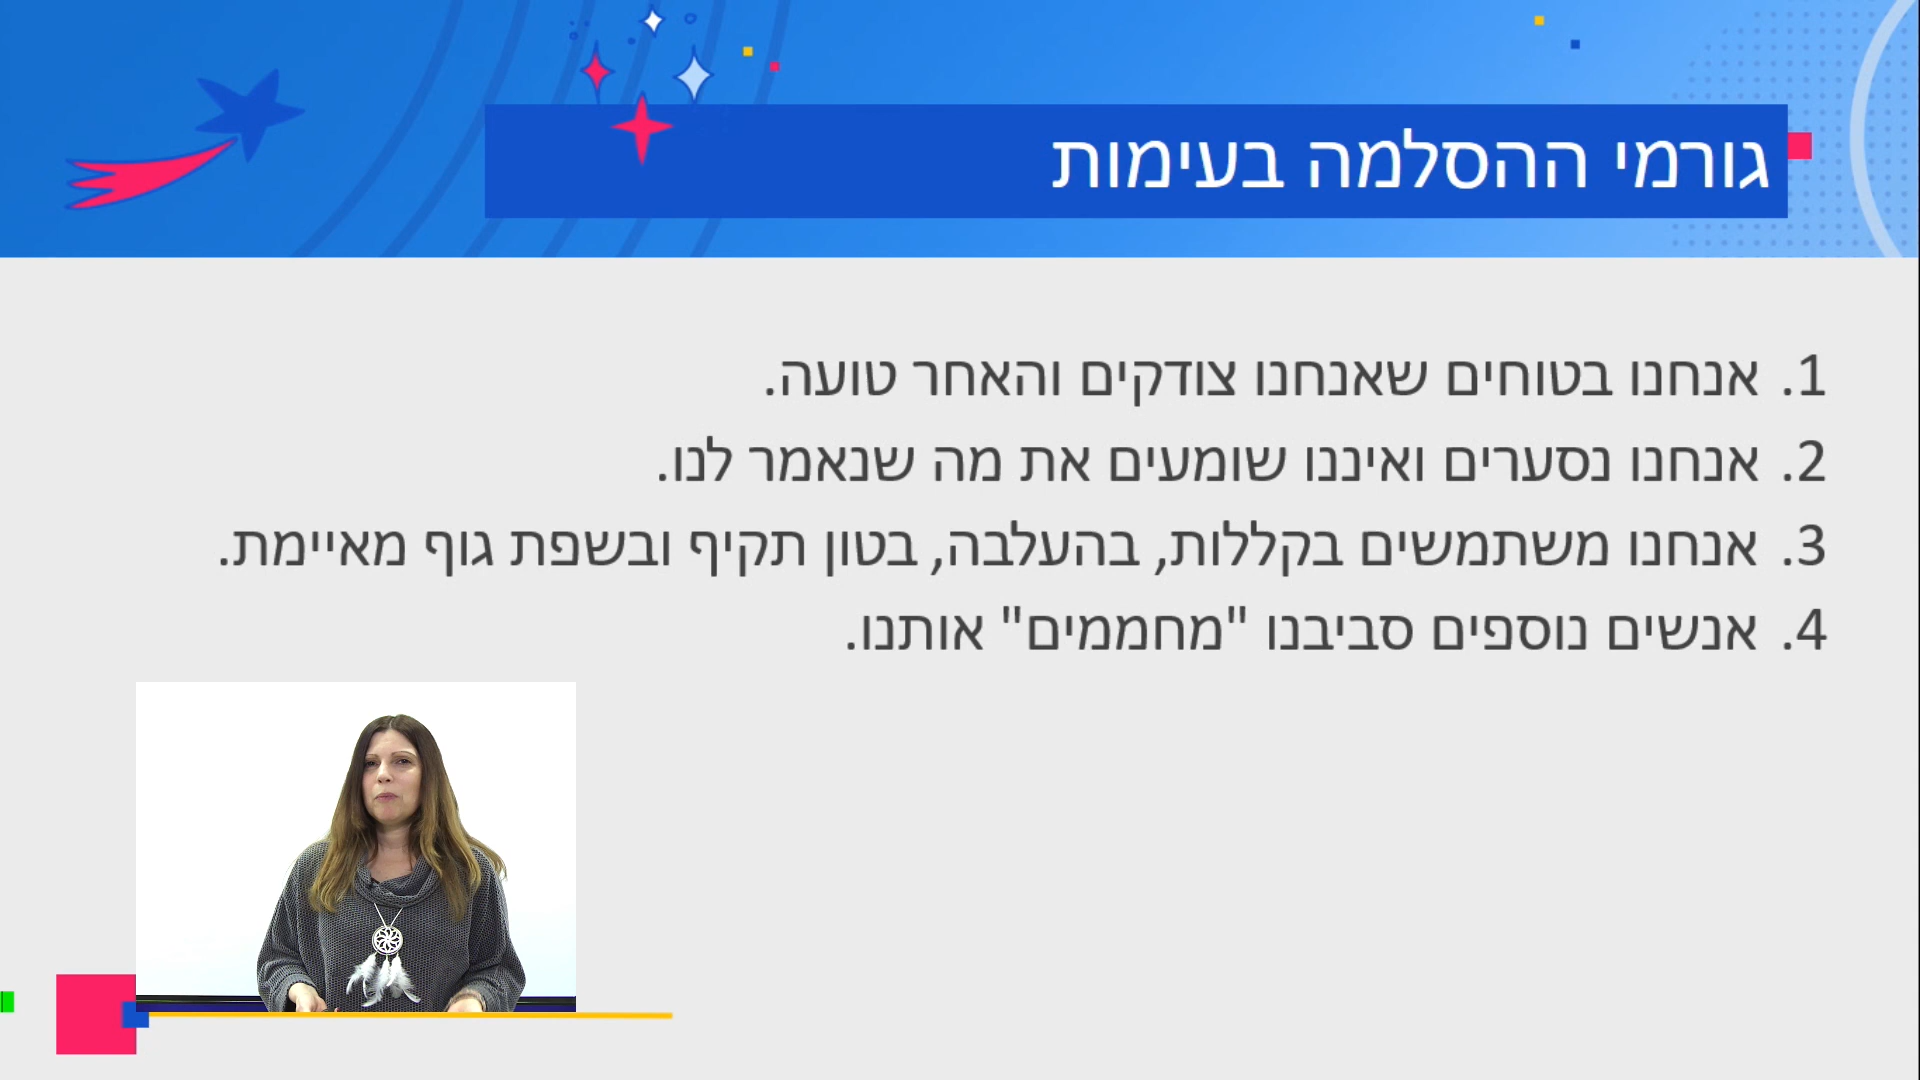 גורמי ההסלמה בעימות
1. אנחנו בטוחים שאנחנו צודקים והאחר טועה.
2. אנחנו נסערים ואיננו שומעים את מה שנאמר לנו.
3. אנחנו משתמשים בקללות, בהעלבה, בטון תקיף ובשפת גוף מאיימת.
4. אנשים נוספים סביבנו "מחממים" אותנו.